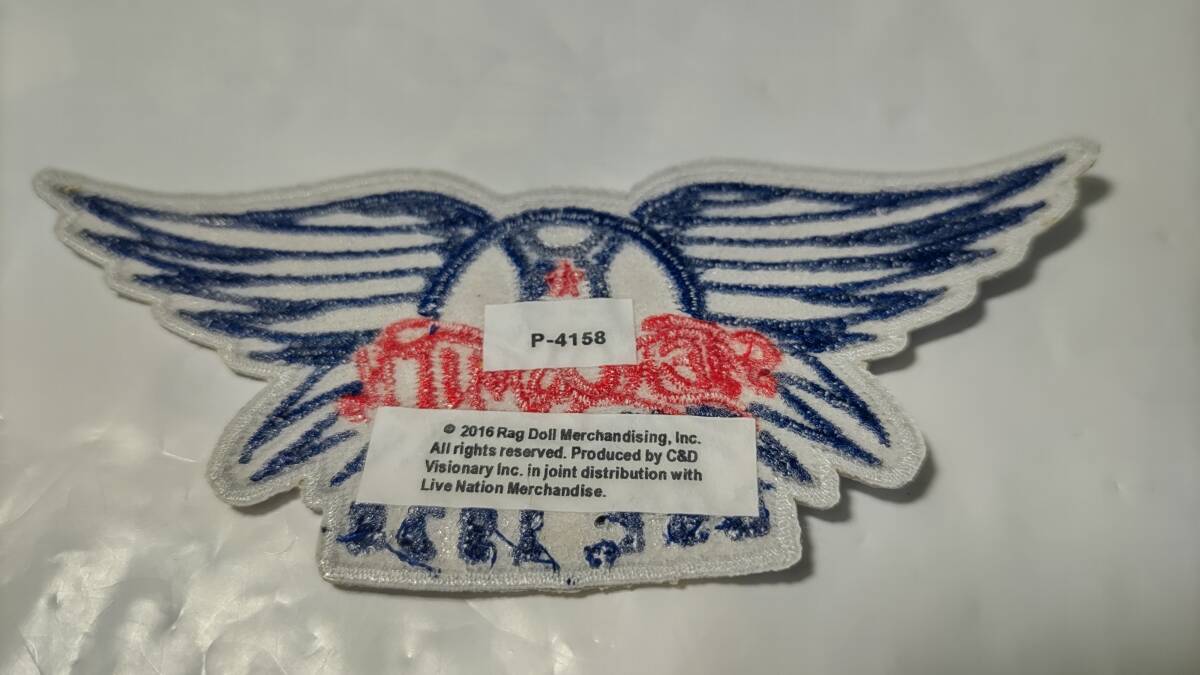 P-4158
© 2016 Rag Doll Merchandising, Inc.
All rights reserved. Produced by C&D
Visionary Inc. in joint distribution with
Live Nation Merchandise.